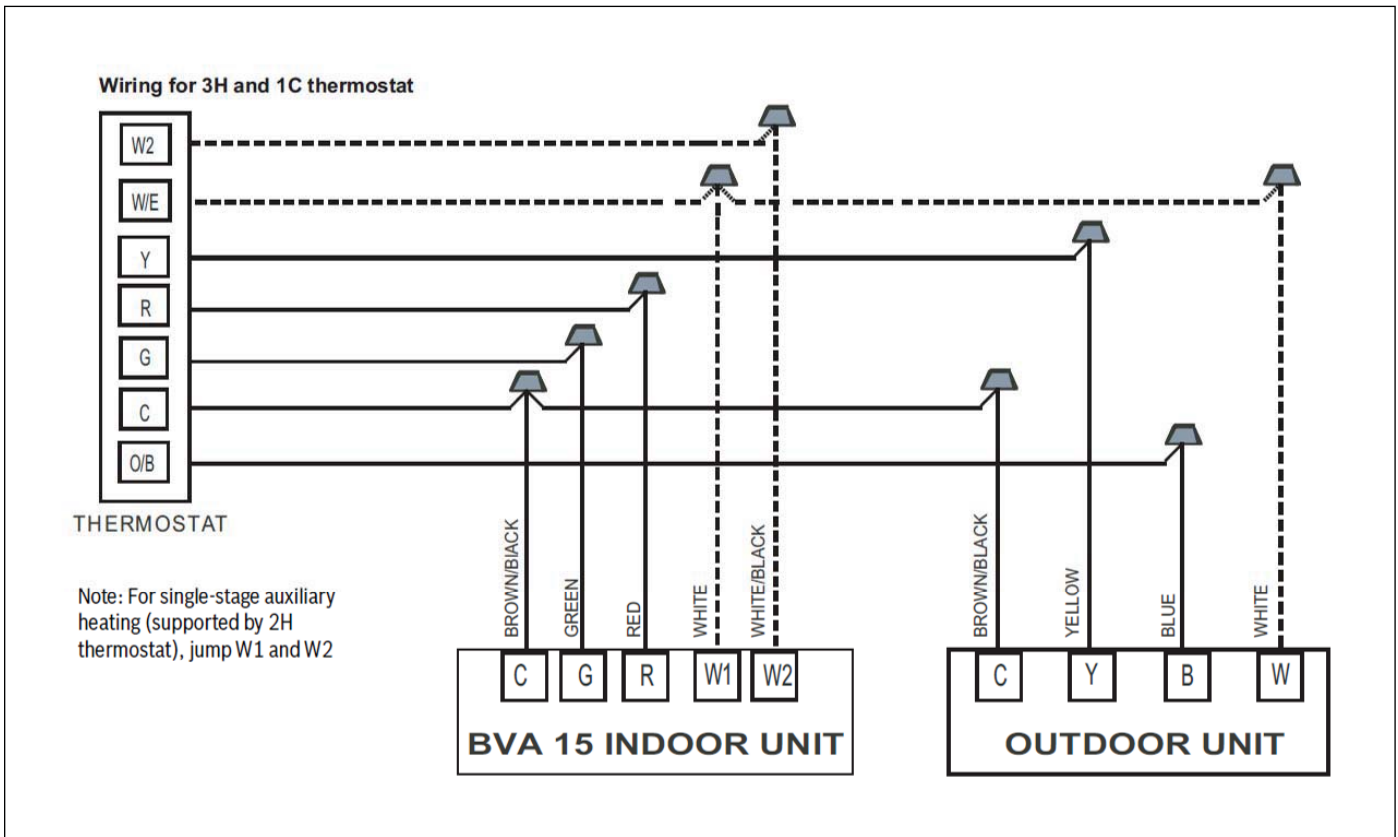 Wiring for 3H and 1C thermostat
W2
W/E
Y
R
G
C
O/B
THERMOSTAT
Note: For single-stage auxiliary
heating (supported by 2H
thermostat), jump W1 and W2
BROWN/BIACK
GREEN
RED
WHITE
WHITE/BLACK
BROWN/BLACK
YELLOW
BLUE
WHITE
C G R W1 W2
C Y B W
BVA 15 INDOOR UNIT
OUTDOOR UNIT